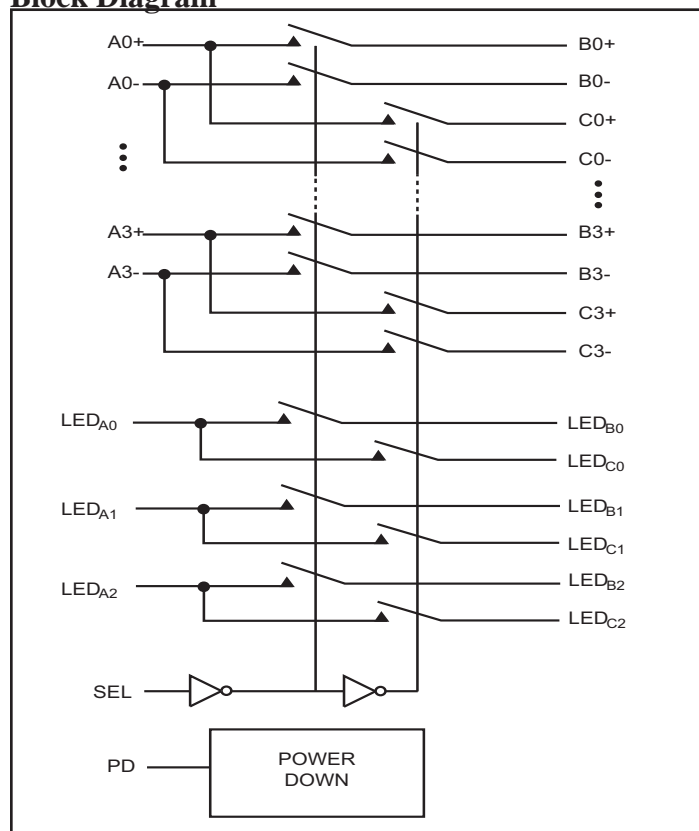 Block Diagram
A0+ B0+
A0- B0-
C0+
C0-
A3+ B3+
A3- B3-
C3+
C3-
LEDA0 LEDB0
LEDC0
LEDA1 LEDB1
LEDC1
LEDA2 LEDB2
LEDC2
SEL
PD POWER
DOWN